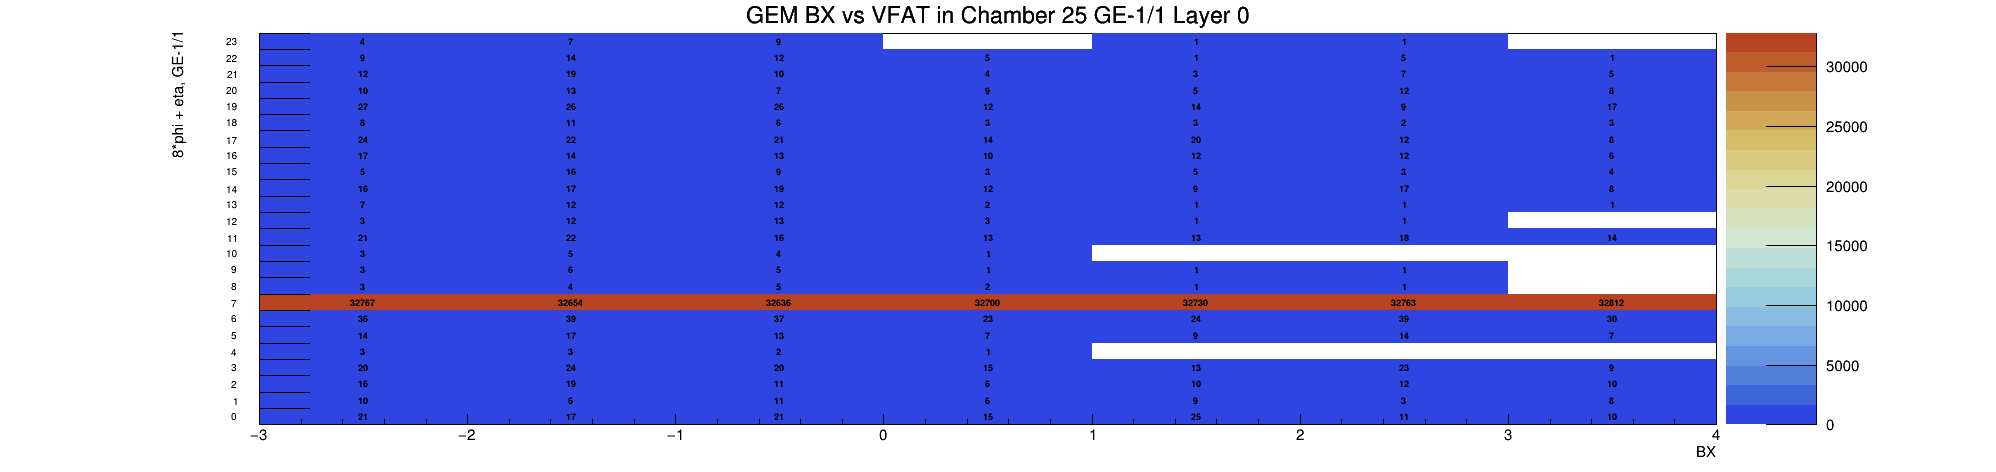 GEM BX vs VFAT in Chamber 25 GE-1/1 Layer 0
8*phi + eta, GE-1/1
23 4 7 9 1 1
22 9 14 12 5 1 5 1
21 12 19 10 4 3 7 5
20 10 13 7 9 5 12 8
19 27 26 26 12 14 9 17
18 8 11 6 3 3 2 3
17 24 22 21 14 20 12 8
16 17 14 13 10 12 12 6
15 5 16 9 3 5 3 4
14 16 17 19 12 9 17 8
13 7 12 12 2 1 1 1
12 3 12 13 3 1 1
11 21 22 16 13 13 18 14
10 3 5 4 1
9 3 6 5 1 1 1
8 3 4 5 2 1 1
7 32767 32654 32636 32700 32730 32763 32812
6 36 39 37 23 24 39 30
5 14 17 13 7 9 14 7
4 3 3 2 1
3 20 24 20 15 13 23 9
2 16 19 11 6 10 12 10
1 10 6 11 6 9 3 8
0 21 17 21 15 25 11 10
−3 −2 −1 0 1 2 3 4
BX
30000
25000
20000
15000
10000
5000
0